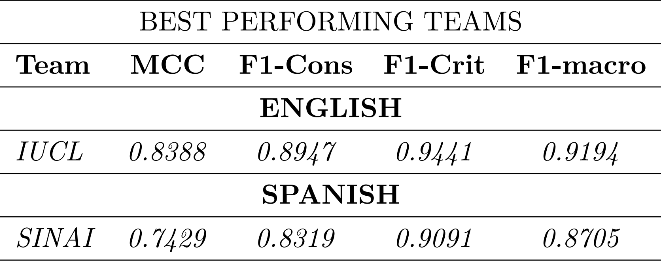 BEST PERFORMING TEAMS
Team MCC F1-Cons F1-Crit F1-macro
ENGLISH
IUCL 0.8388 0.8947 0.9441 0.9194
SPANISH
SINAI 0.7429 0.8319 0.9091 0.8705